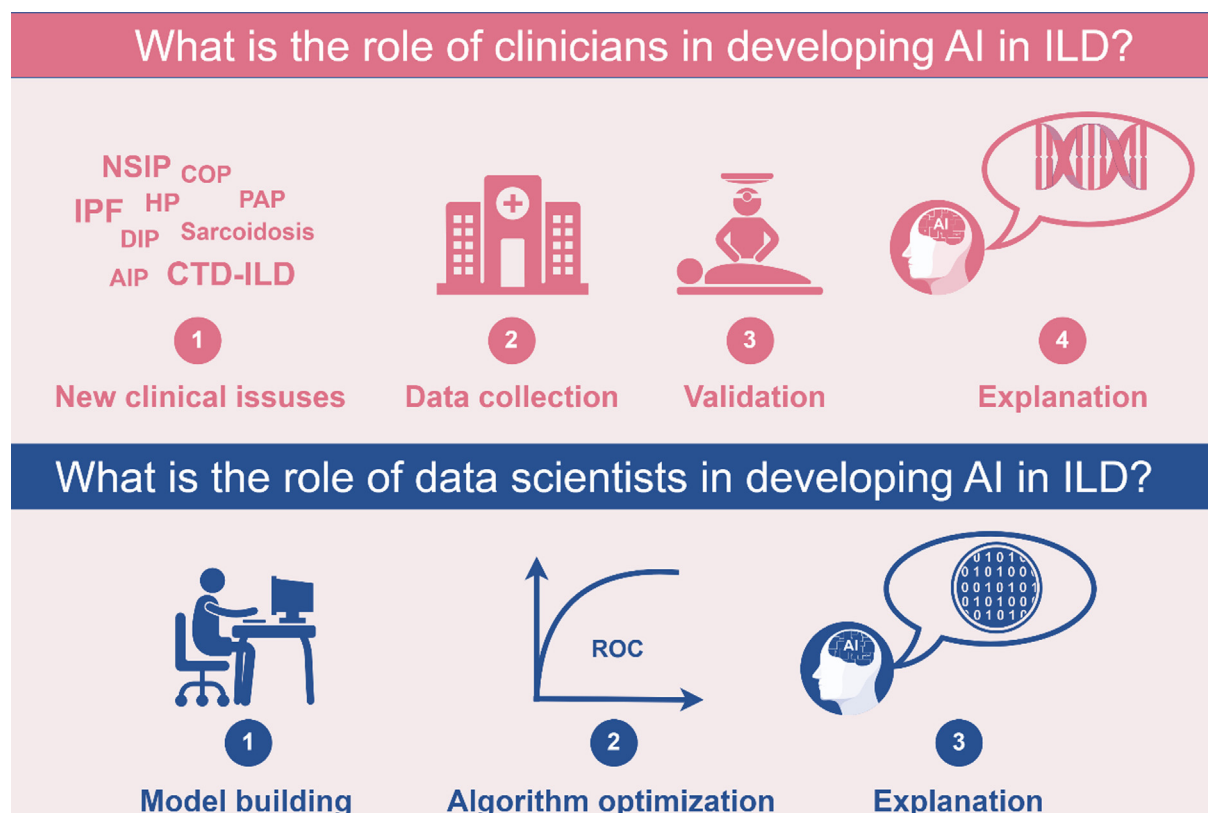 What is the role of clinicians in developing AI in ILD?
NSIP COP
IPF HP PAP
DIP Sarcoidosis
AIP CTD-ILD
AI
1 2 3 4
New clinical issuses Data collection Validation Explanation
What is the role of data scientists in developing AI in ILD?
ROC
AI
01010
0101000
0010101
0101000
01010
1 2 3
Model building Algorithm optimization Explanation